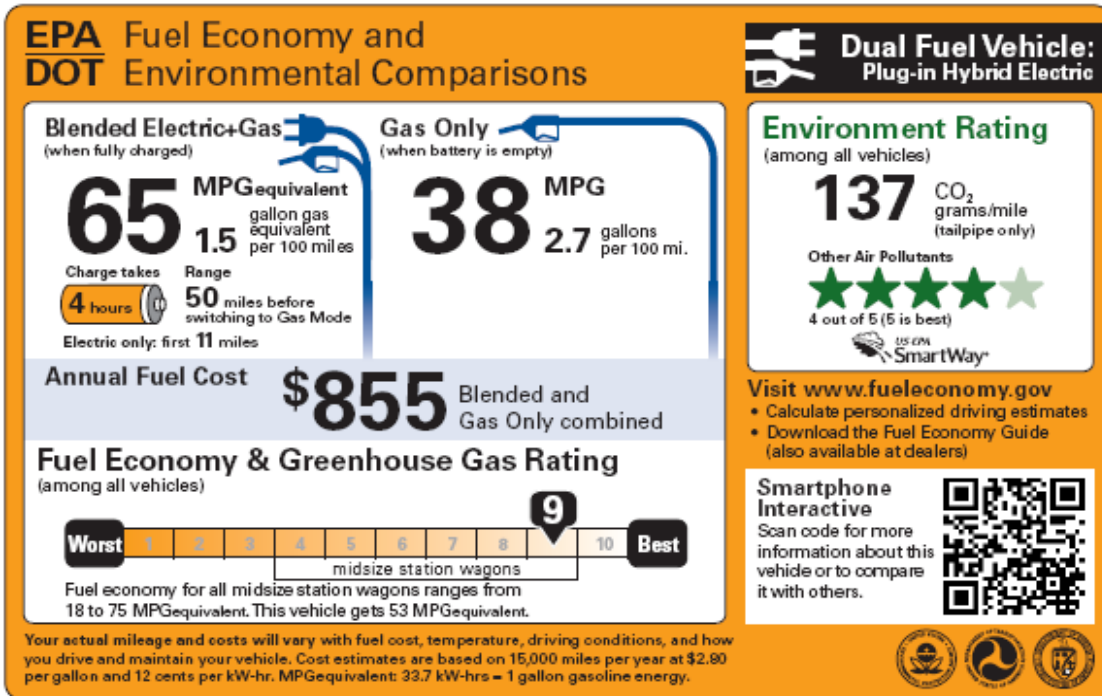 EPA
DOT
Fuel Economy and
Environmental Comparisons
Dual Fuel Vehicle:
Plug-in Hybrid Electric
Blended Electric+Gas
(when fully charged)
65
MPGequivalent
1.5 gallon gas
equivalent
per 100 miles
Charge takes
4 hours
Range
50 miles before
switching to Gas Mode
Electric only: first 11 miles
Gas Only
(when battery is empty)
38
MPG
2.7 gallons
per 100 mi.
Annual Fuel Cost
$855
Blended and
Gas Only combined
Fuel Economy & Greenhouse Gas Rating
(among all vehicles)
9
Worst 1 2 3 4 5 6 7 8 10 Best
midsize station wagons
Fuel economy for all midsize station wagons ranges from
18 to 75 MPGequivalent. This vehicle gets 53 MPGequivalent.
Environment Rating
(among all vehicles)
137
CO2
grams/mile
(tailpipe only)
Other Air Pollutants
4 out of 5 (5 is best)
US EPA
SmartWay
Visit www.fueleconomy.gov
• Calculate personalized driving estimates
• Download the Fuel Economy Guide
(also available at dealers)
Smartphone
Interactive
Scan code for more
information about this
vehicle or to compare
it with others.
Your actual mileage and costs will vary with fuel cost, temperature, driving conditions, and how
you drive and maintain your vehicle. Cost estimates are based on 15,000 miles per year at $2.80
per gallon and 12 cents per kW-hr. MPGequivalent: 33.7 kW-hrs = 1 gallon gasoline energy.